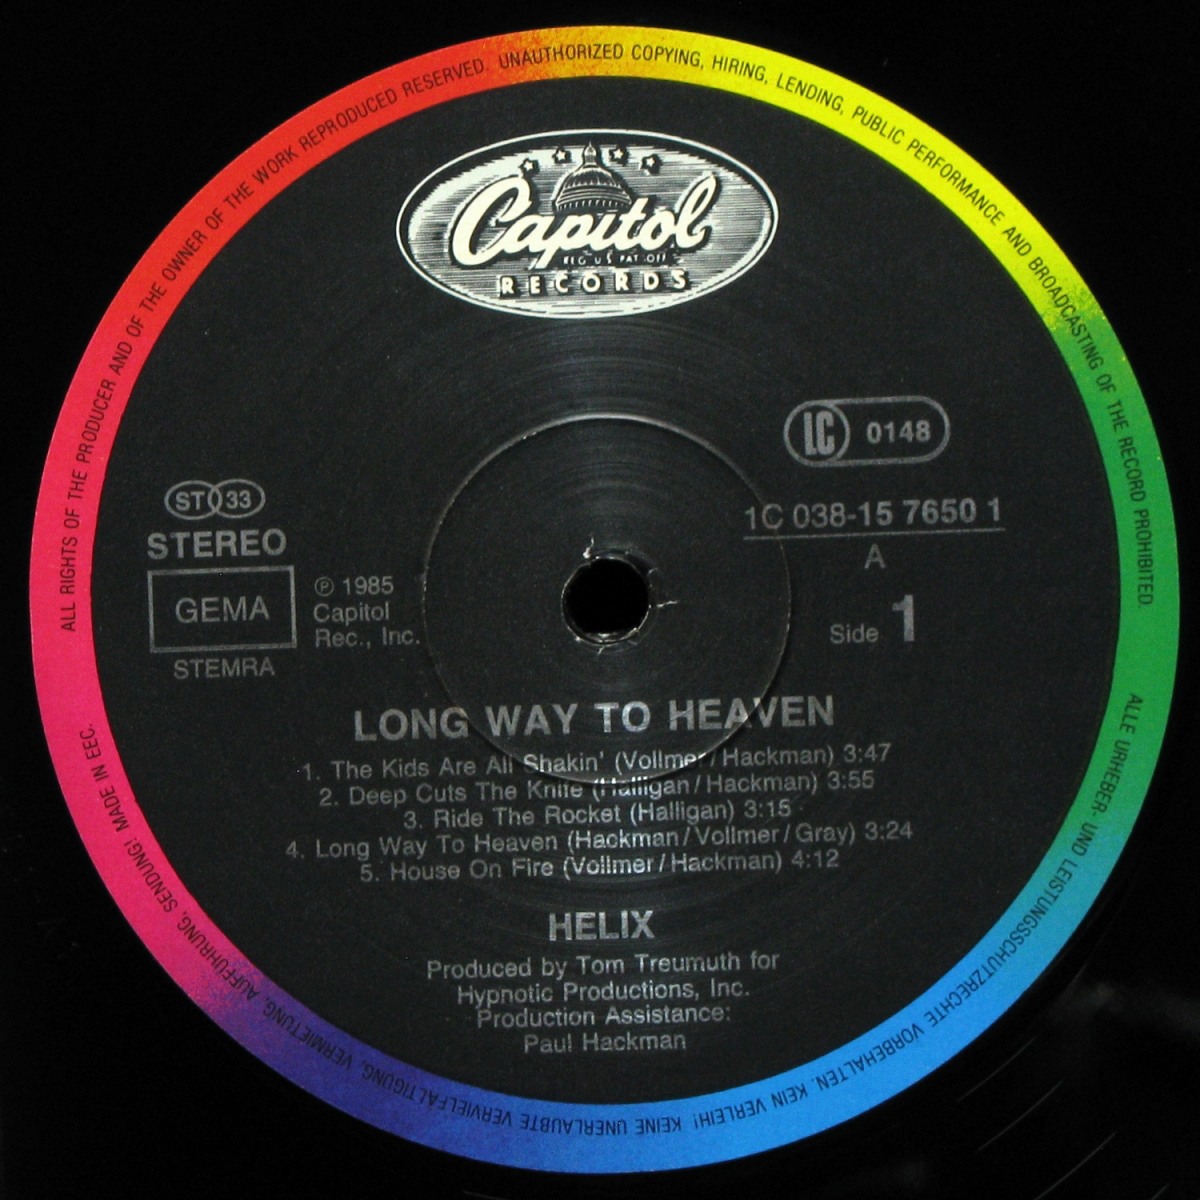 ALL RIGHTS OF THE PRODUCER AND OF THE OWNER OF THE WORK REPRODUCED RESERVED. UNAUTHORIZED COPYING, HIRING, LENDING, PUBLIC PERFORMANCE AND BROADCASTING OF THE RECORD PROHIBITED.
Capitol
REG. U.S. PAT. OFF.
RECORDS
LC 0148
ST 33
STEREO
GEMA
STEMRA
℗ 1985
Capitol
Rec., Inc.
1C 038-15 7650 1
A
Side 1
LONG WAY TO HEAVEN
1. The Kids Are All Shakin' (Vollmer/Hackman) 3:47
2. Deep Cuts The Knife (Halligan/Hackman) 3:55
3. Ride The Rocket (Halligan) 3:15
4. Long Way To Heaven (Hackman/Vollmer/Gray) 3:24
5. House On Fire (Vollmer/Hackman) 4:12
HELIX
Produced by Tom Treumuth for
Hypnotic Productions, Inc.
Production Assistance:
Paul Hackman
ALLE URHEBER- UND LEISTUNGSSCHUTZRECHTE VORBEHALTEN. KEIN VERLEIH! KEINE UNERLAUBTE VERVIELFÄLTIGUNG, VERMIETUNG, AUFFÜHRUNG, SENDUNG! MADE IN EEC.